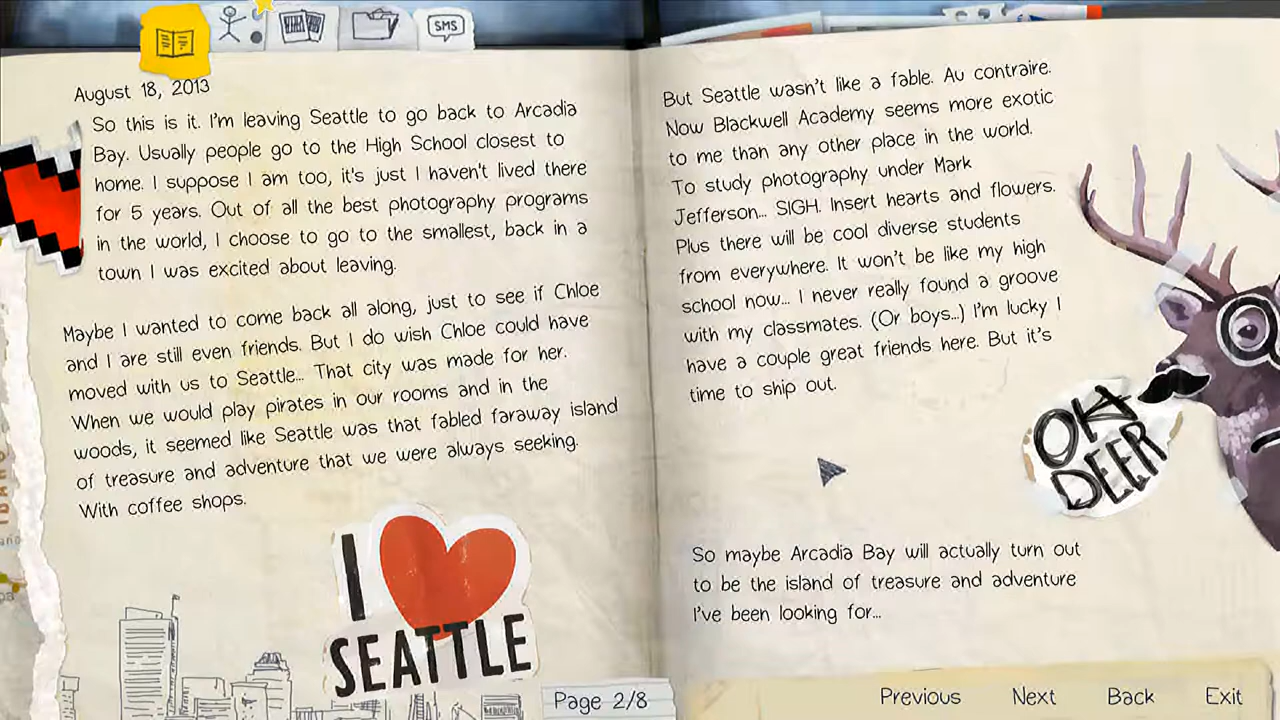 SMS
August 18, 2013
So this is it. I'm leaving Seattle to go back to Arcadia
Bay. Usually people go to the High School closest to
home. I suppose I am too, it's just I haven't lived there
for 5 years. Out of all the best photography programs
in the world, I choose to go to the smallest, back in a
town I was excited about leaving.
Maybe I wanted to come back all along, just to see if Chloe
and I are still even friends. But I do wish Chloe could have
moved with us to Seattle... That city was made for her.
When we would play pirates in our rooms and in the
woods, it seemed like Seattle was that fabled faraway island
of treasure and adventure that we were always seeking.
With coffee shops.
I
SEATTLE
But Seattle wasn't like a fable. Au contraire.
Now Blackwell Academy seems more exotic
to me than any other place in the world.
To study photography under Mark
Jefferson... SIGH. Insert hearts and flowers.
Plus there will be cool diverse students
from everywhere. It won't be like my high
school now... I never really found a groove
with my classmates. (Or boys...) I'm lucky I
have a couple great friends here. But it's
time to ship out.
OH
DEER
So maybe Arcadia Bay will actually turn out
to be the island of treasure and adventure
I've been looking for...
Page 2/8
Previous Next Back Exit